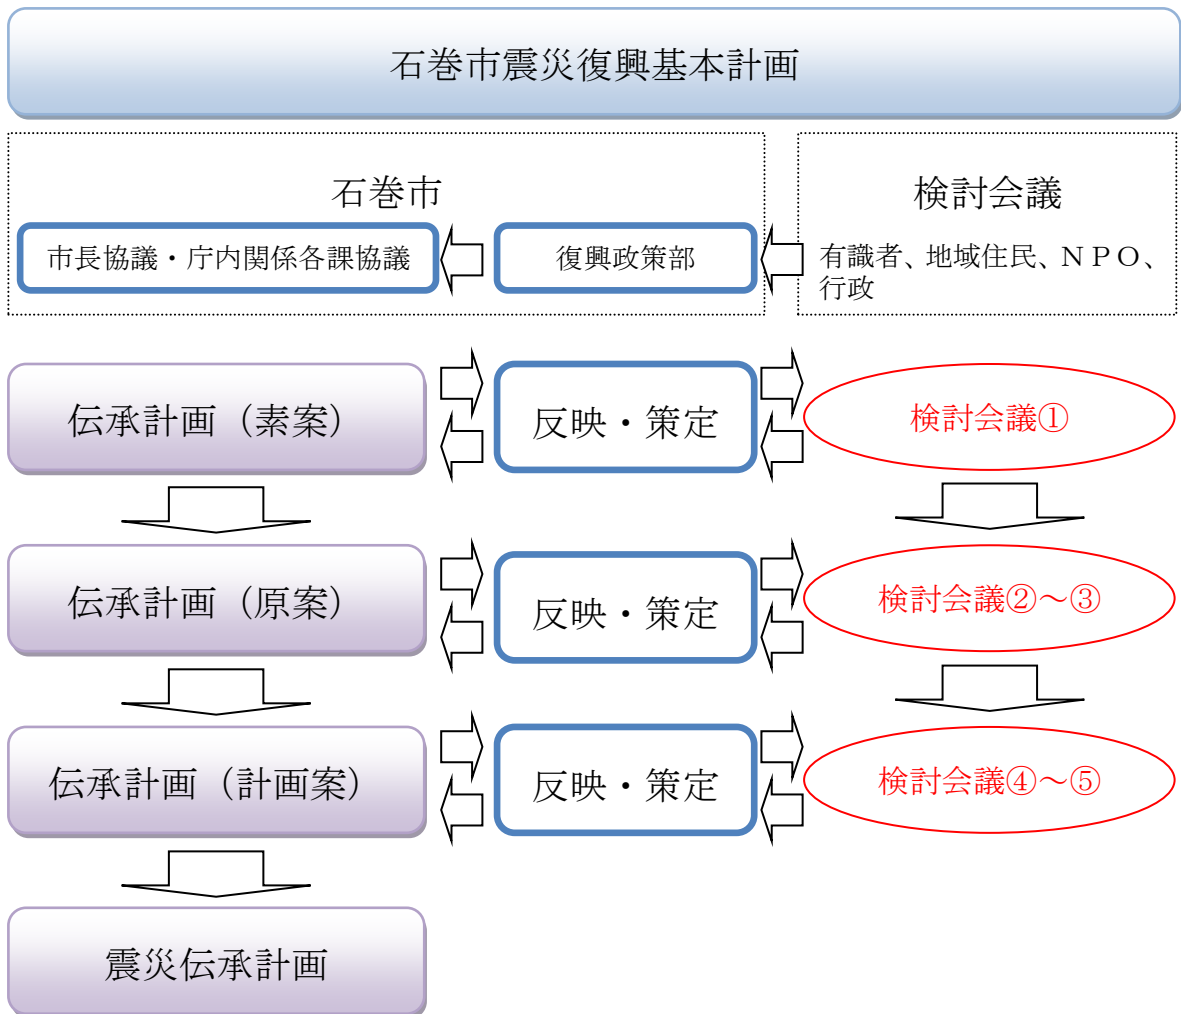 石巻市震災復興基本計画
石巻市
検討会議
市長協議・庁内関係各課協議
復興政策部
有識者、地域住民、ＮＰＯ、
行政
伝承計画（素案）
反映・策定
検討会議①
伝承計画（原案）
反映・策定
検討会議②～③
伝承計画（計画案）
反映・策定
検討会議④～⑤
震災伝承計画